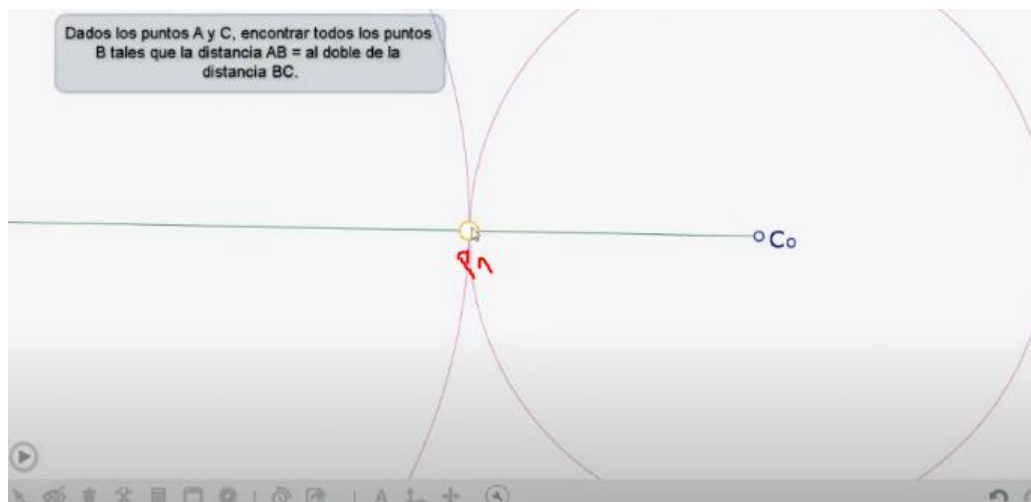 Dados los puntos A y C, encontrar todos los puntos
B tales que la distancia AB = al doble de la
distancia BC.
C
A